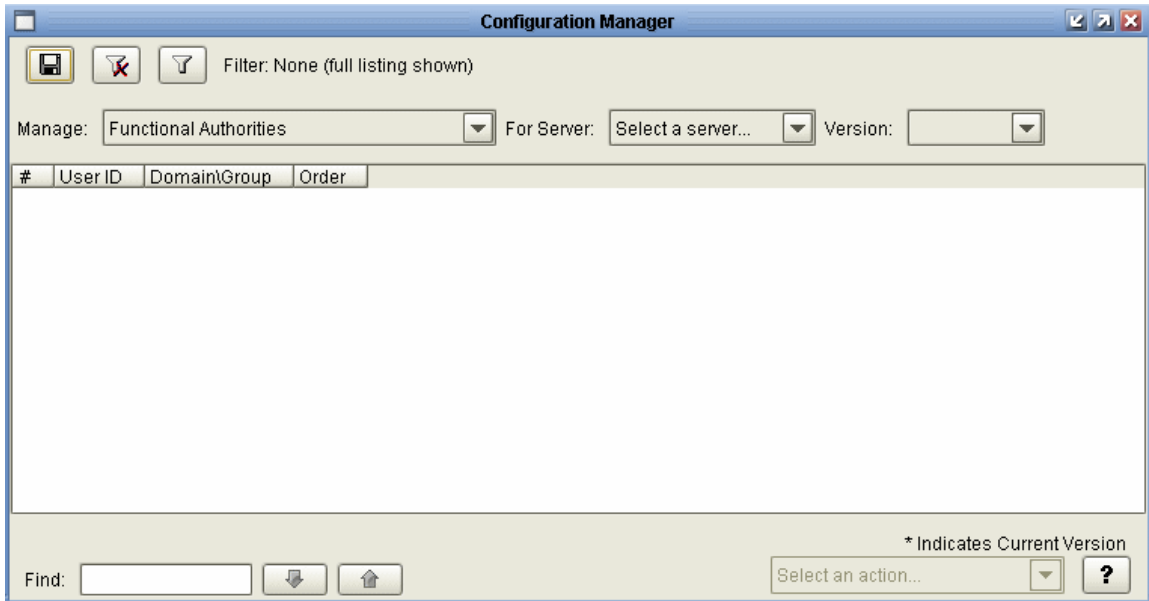 Configuration Manager
Filter: None (full listing shown)
Manage: Functional Authorities For Server: Select a server... Version:
# User ID Domain\Group Order
* Indicates Current Version
Find: Select an action... ?